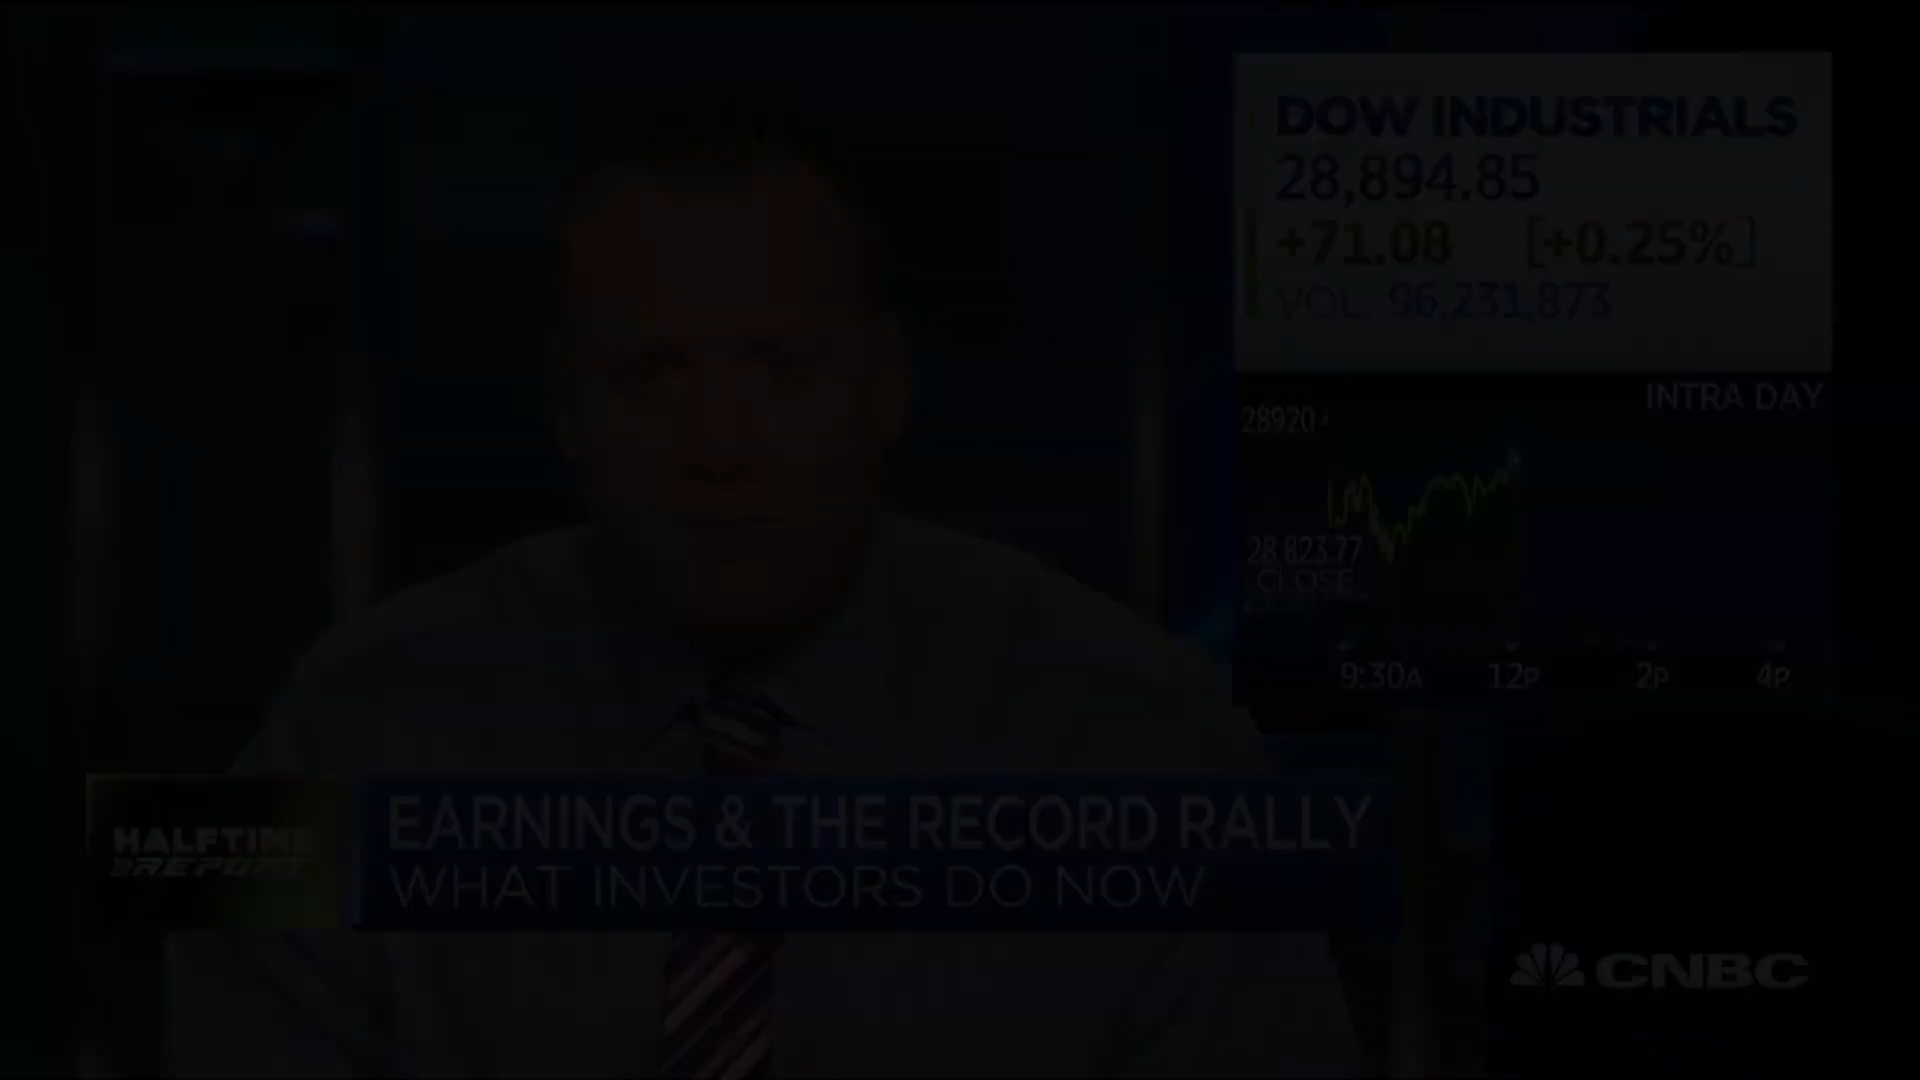 DOW INDUSTRIALS
28,894.85
+71.08 [+0.25%]
VOL: 96,231,873
INTRA DAY
28920
28,823.77
CLOSE
9:30A 12P 2P 4P
HALFTIME
REPORT
EARNINGS & THE RECORD RALLY
WHAT INVESTORS DO NOW
CNBC